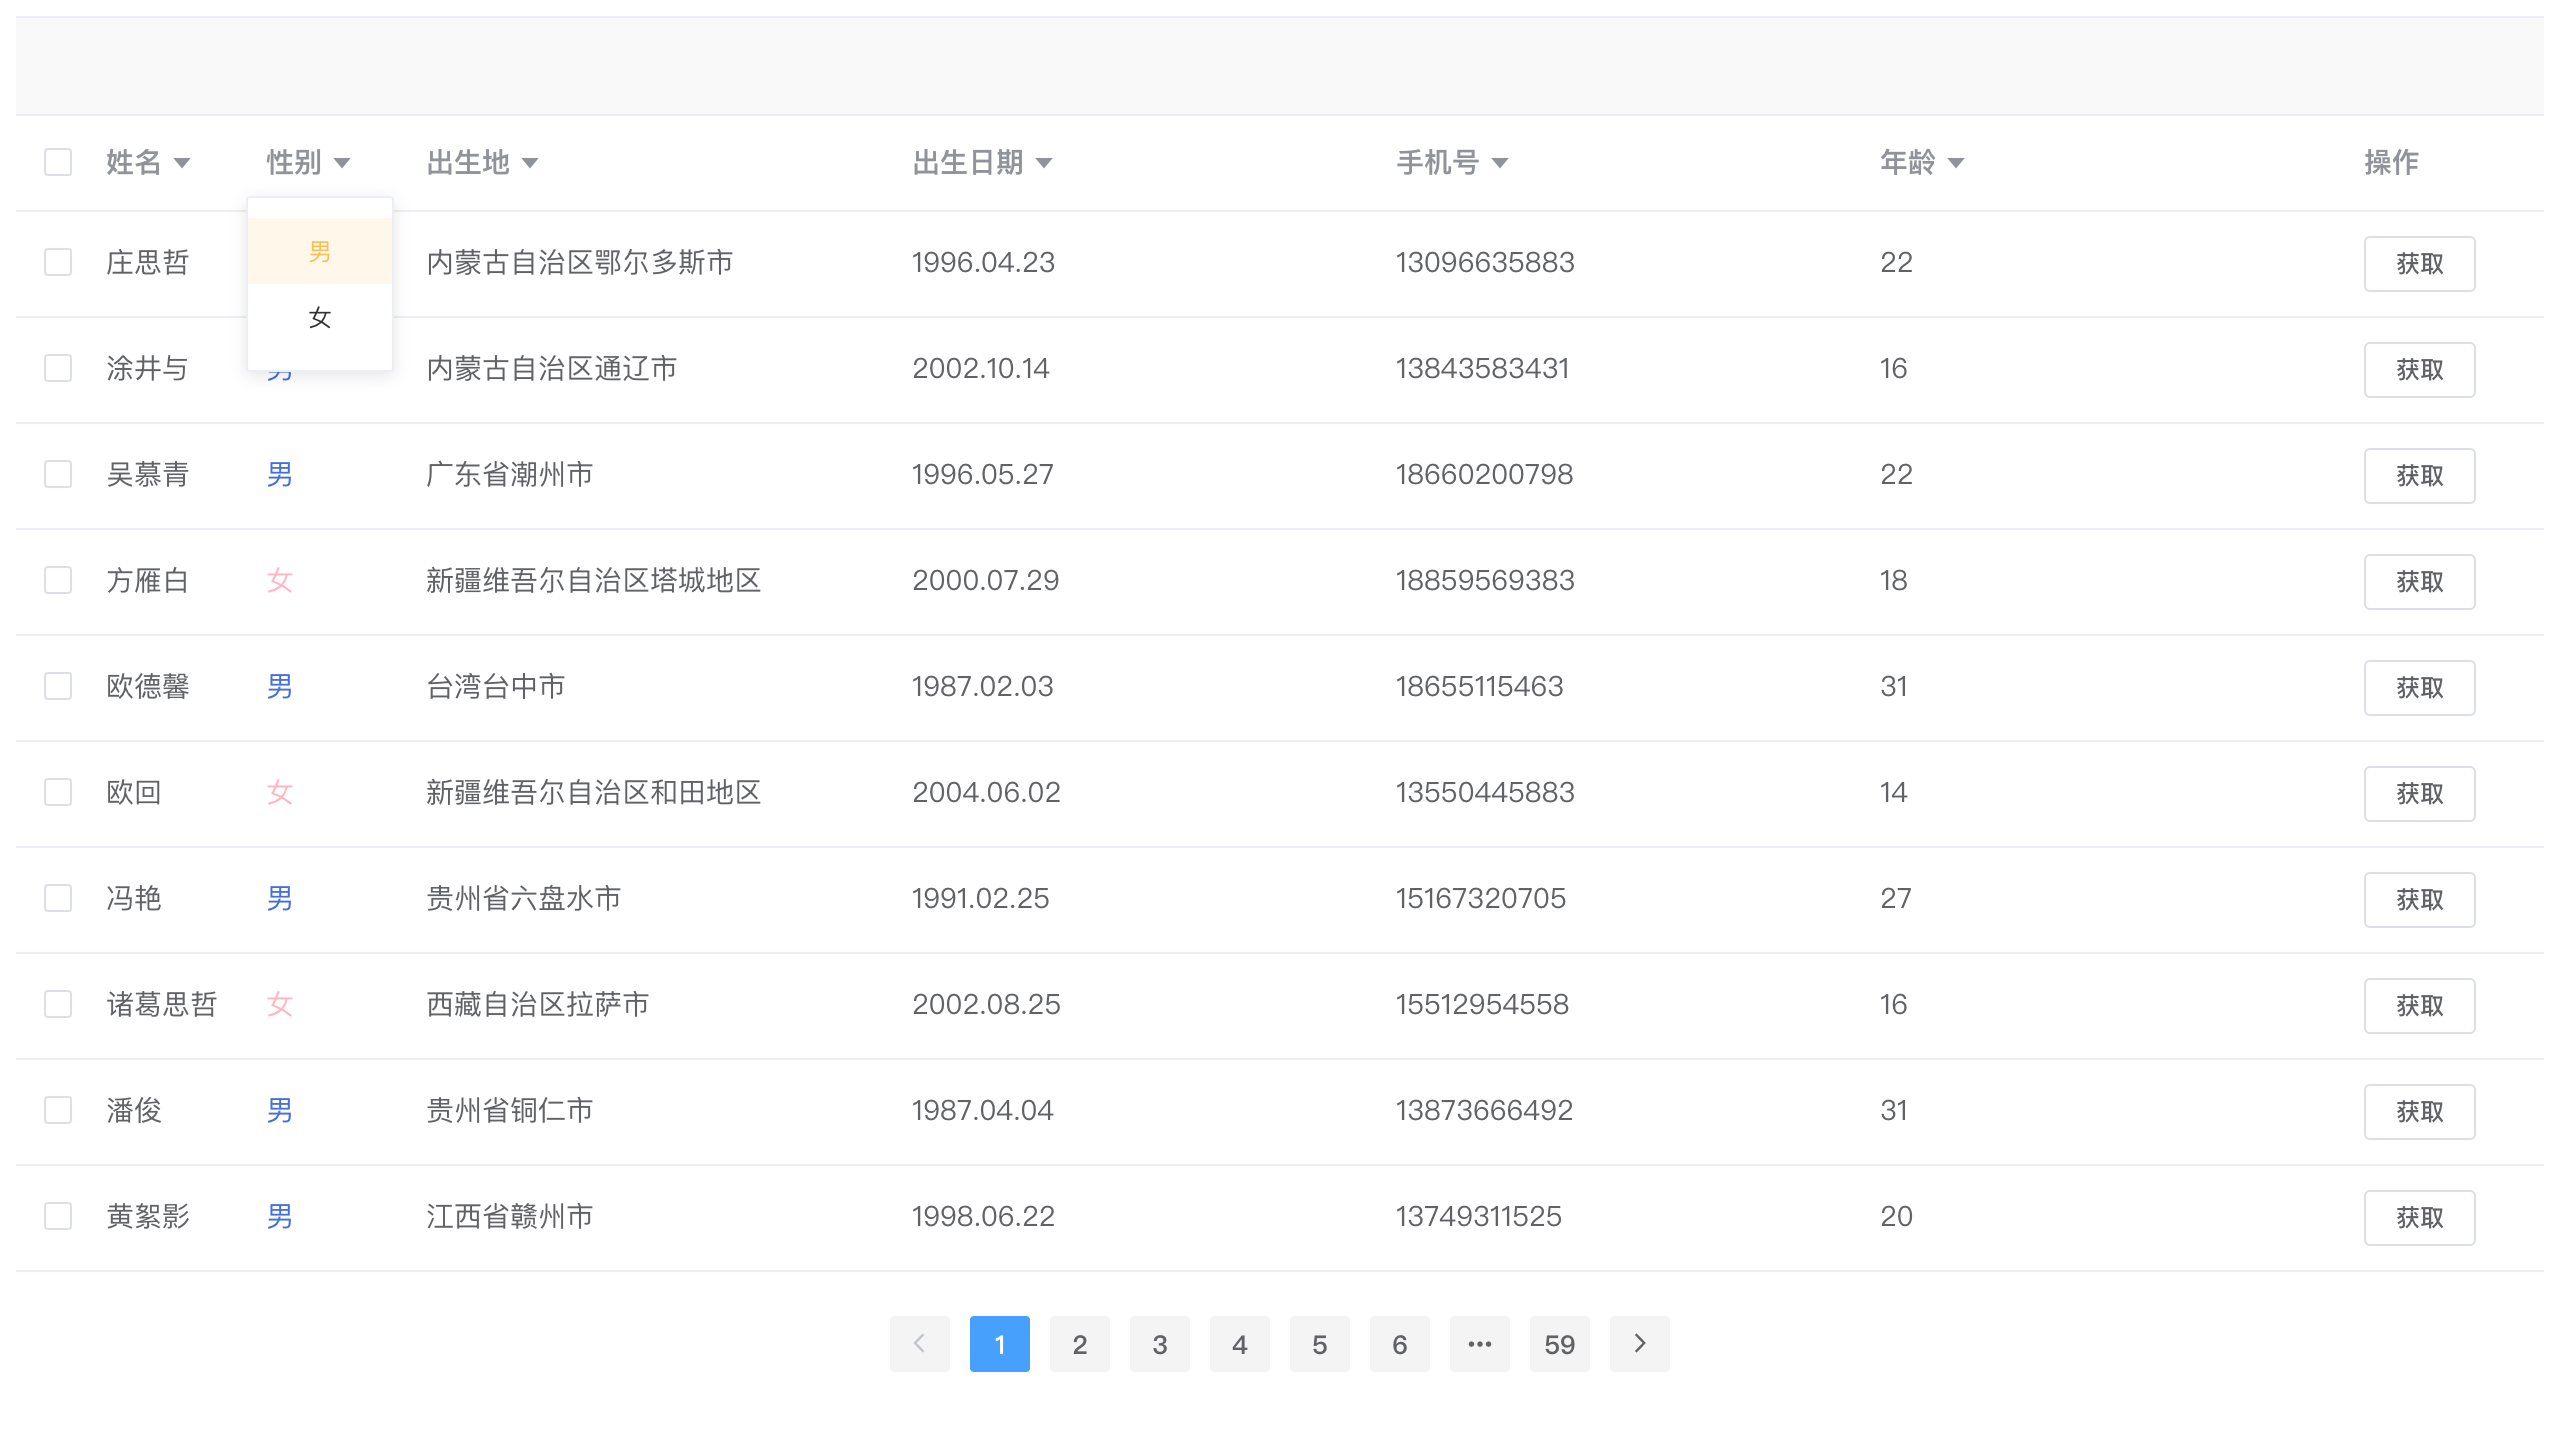 姓名 性别 出生地 出生日期 手机号 年龄 操作
男
女
庄思哲 内蒙古自治区鄂尔多斯市 1996.04.23 13096635883 22 获取
涂井与 男 内蒙古自治区通辽市 2002.10.14 13843583431 16 获取
吴慕青 男 广东省潮州市 1996.05.27 18660200798 22 获取
方雁白 女 新疆维吾尔自治区塔城地区 2000.07.29 18859569383 18 获取
欧德馨 男 台湾台中市 1987.02.03 18655115463 31 获取
欧回 女 新疆维吾尔自治区和田地区 2004.06.02 13550445883 14 获取
冯艳 男 贵州省六盘水市 1991.02.25 15167320705 27 获取
诸葛思哲 女 西藏自治区拉萨市 2002.08.25 15512954558 16 获取
潘俊 男 贵州省铜仁市 1987.04.04 13873666492 31 获取
黄絮影 男 江西省赣州市 1998.06.22 13749311525 20 获取
1 2 3 4 5 6 ··· 59